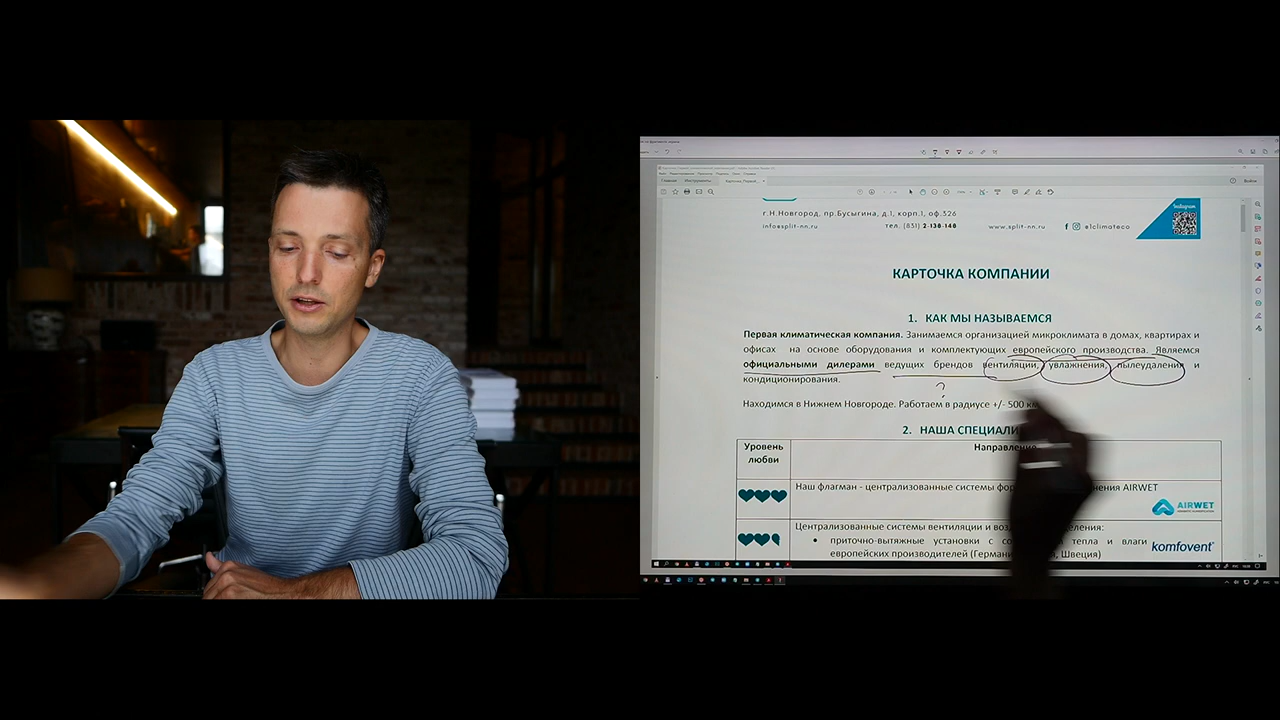 г.Н.Новгород, пр.Бусыгина, д.1, корп.1, оф.326
Instagram
info@split-nn.ru
тел. (831) 2-138-148
www.split-nn.ru
@1climateco
КАРТОЧКА КОМПАНИИ
1. КАК МЫ НАЗЫВАЕМСЯ
Первая климатическая компания. Занимаемся организацией микроклимата в домах, квартирах и
офисах на основе оборудования и комплектующих европейского производства. Являемся
официальными дилерами ведущих брендов вентиляции, увлажнения, пылеудаления и
кондиционирования.
?
Находимся в Нижнем Новгороде. Работаем в радиусе +/- 500
2. НАША
Уровень
любви
Наш флагман - централизованные системы AIRWET
AIRWET
Централизованные системы вентиляции и
• приточно-вытяжные установки с тепла и влаги
европейских производителей Швеция)
komfovent